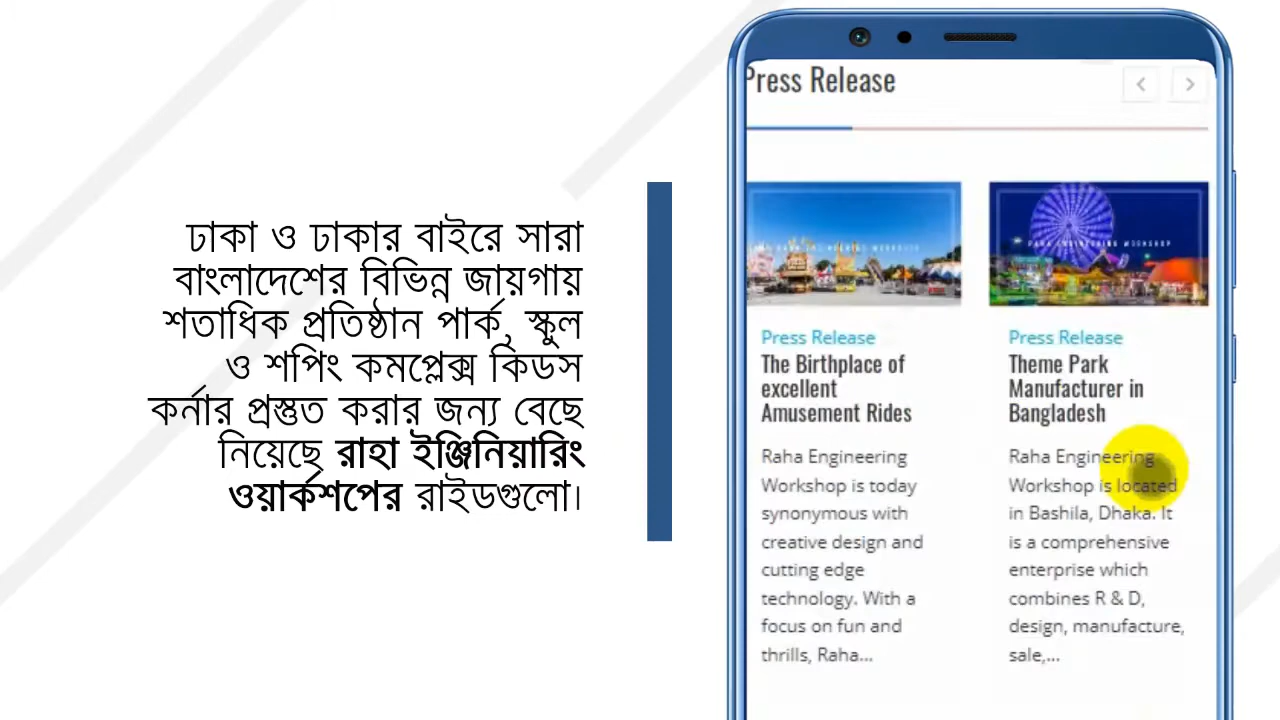 ঢাকা ও ঢাকার বাইরে সারা
বাংলাদেশের বিভিন্ন জায়গায়
শতাধিক প্রতিষ্ঠান পার্ক, স্কুল
ও শপিং কমপ্লেক্স কিডস
কর্নার প্রস্তুত করার জন্য বেছে
নিয়েছে রাহা ইঞ্জিনিয়ারিং
ওয়ার্কশপের রাইডগুলো।
Press Release
Press Release
The Birthplace of
excellent
Amusement Rides
Raha Engineering
Workshop is today
synonymous with
creative design and
cutting edge
technology. With a
focus on fun and
thrills, Raha...
ENGINEERING WORKSHOP
Press Release
Theme Park
Manufacturer in
Bangladesh
Raha Engineering
Workshop is located
in Bashila, Dhaka. It
is a comprehensive
enterprise which
combines R & D,
design, manufacture,
sale,...